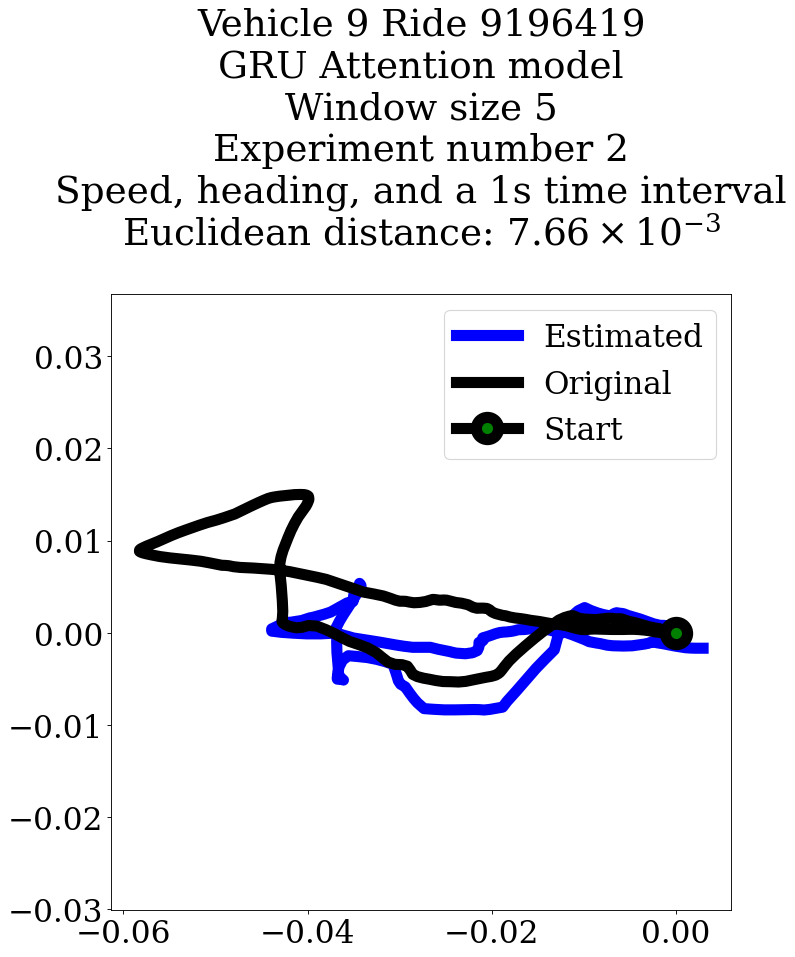 Vehicle 9 Ride 9196419
GRU Attention model
Window size 5
Experiment number 2
Speed, heading, and a 1s time interval
Euclidean distance: 7.66 × 10⁻³
Estimated
Original
Start
0.03
0.02
0.01
0.00
−0.01
−0.02
−0.03
−0.06
−0.04
−0.02
0.00